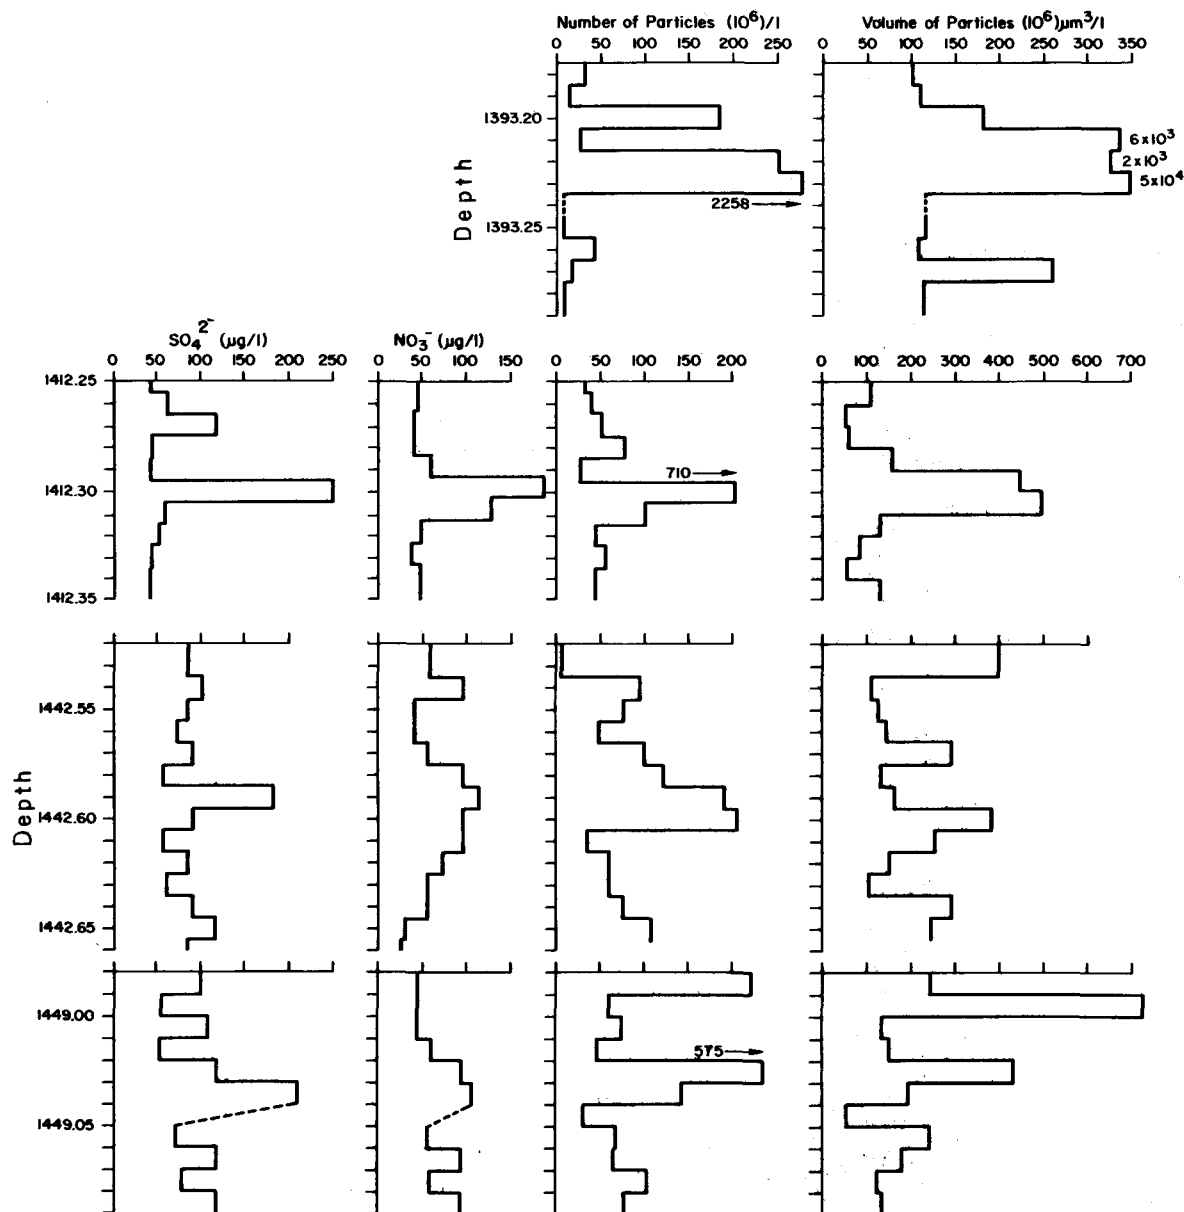 Number of Particles (10⁶)/l
Volume of Particles (10⁶)μm³/l
0 50 100 150 200 250
0 50 100 150 200 250 300 350
1393.20
1393.25
Depth
2258
6x10³
2x10³
5x10⁴
SO₄²⁻ (μg/l)
NO₃⁻ (μg/l)
0 50 100 150 200 250
0 50 100 150
0 50 100 150 200
0 100 200 300 400 500 600 700
1412.25
1412.30
1412.35
710
Depth
1442.55
1442.60
1442.65
1449.00
1449.05
575